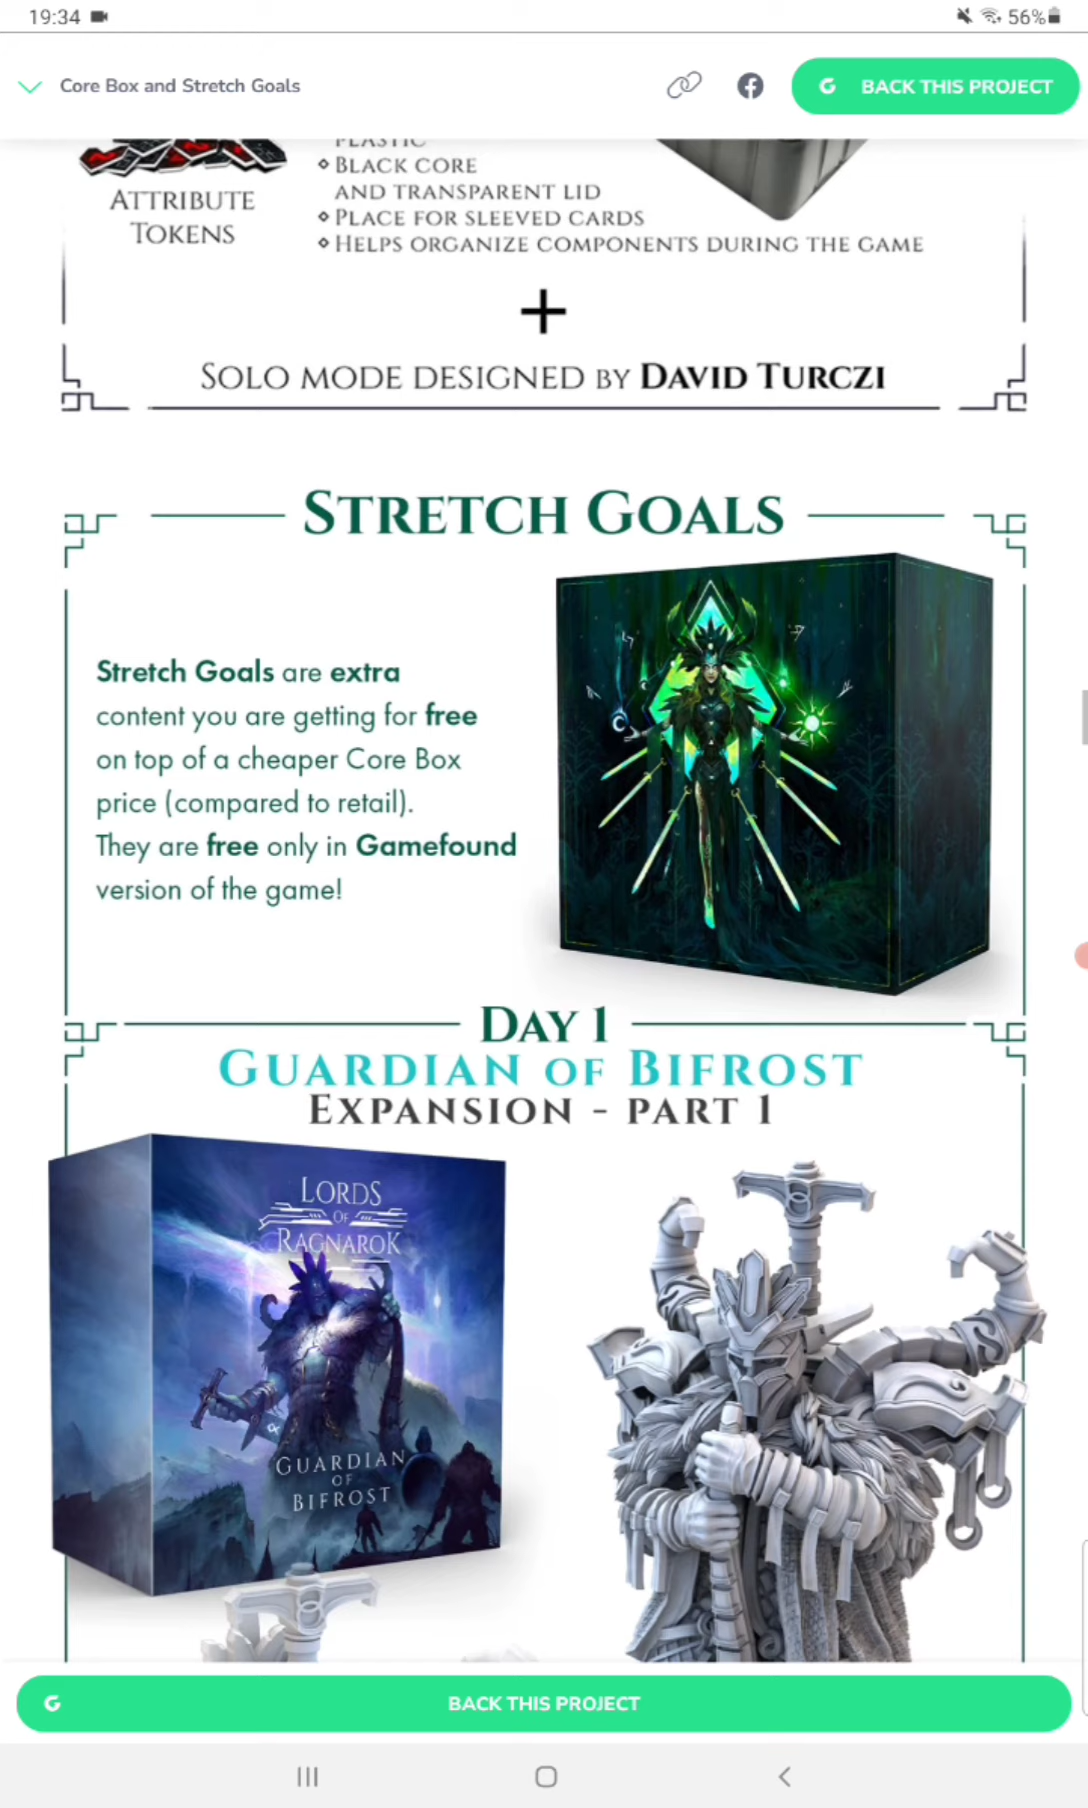 19:34
56%
Core Box and Stretch Goals
BACK THIS PROJECT
PLASTIC
BLACK CORE
AND TRANSPARENT LID
PLACE FOR SLEEVED CARDS
HELPS ORGANIZE COMPONENTS DURING THE GAME
ATTRIBUTE
TOKENS
+
SOLO MODE DESIGNED BY DAVID TURCZI
STRETCH GOALS
Stretch Goals are extra
content you are getting for free
on top of a cheaper Core Box
price (compared to retail).
They are free only in Gamefound
version of the game!
DAY 1
GUARDIAN OF BIFROST
EXPANSION - PART 1
LORDS
OF
RAGNAROK
GUARDIAN
OF
BIFROST
BACK THIS PROJECT